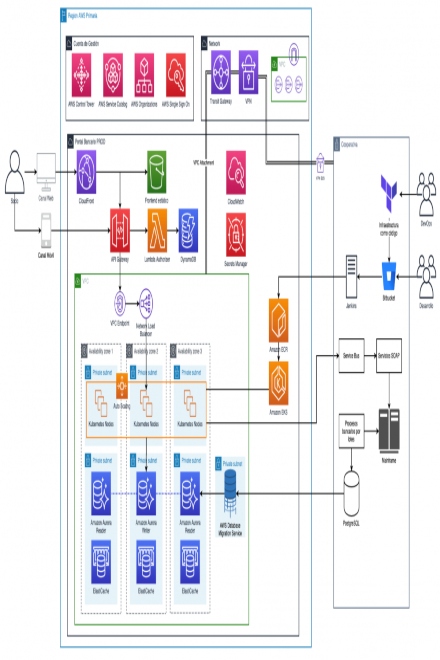 Region AWS Primaria
Cuenta de Gestión
AWS Control Tower
AWS Service Catalog
AWS Organizations
AWS Single Sign On
Network
Transit Gateway
VPN
VPC
Portal Bancario PROD
CloudFront
Frontend estático
API Gateway
Lambda Authorizer
DynamoDB
VPC Attachment
CloudWatch
Secrets Manager
Socio
Canal Web
Canal Móvil
VPC
VPC Endpoint
Network Load
Balancer
Availability zone 1
Availability zone 2
Availability zone 3
Private subnet
Private subnet
Private subnet
Auto Scaling
Kubernetes Nodes
Kubernetes Nodes
Kubernetes Nodes
Private subnet
Private subnet
Private subnet
Amazon Aurora
Reader
Amazon Aurora
Writer
Amazon Aurora
Reader
ElastiCache
ElastiCache
ElastiCache
Private subnet
AWS Database
Migration Service
Amazon ECR
Amazon EKS
Cooperativa
Infraestructura
como código
DevOps
Jenkins
Bitbucket
Desarrollo
Service Bus
Servicios SOAP
Procesos
bancarios por
lotes
Mainframe
PostgreSQL